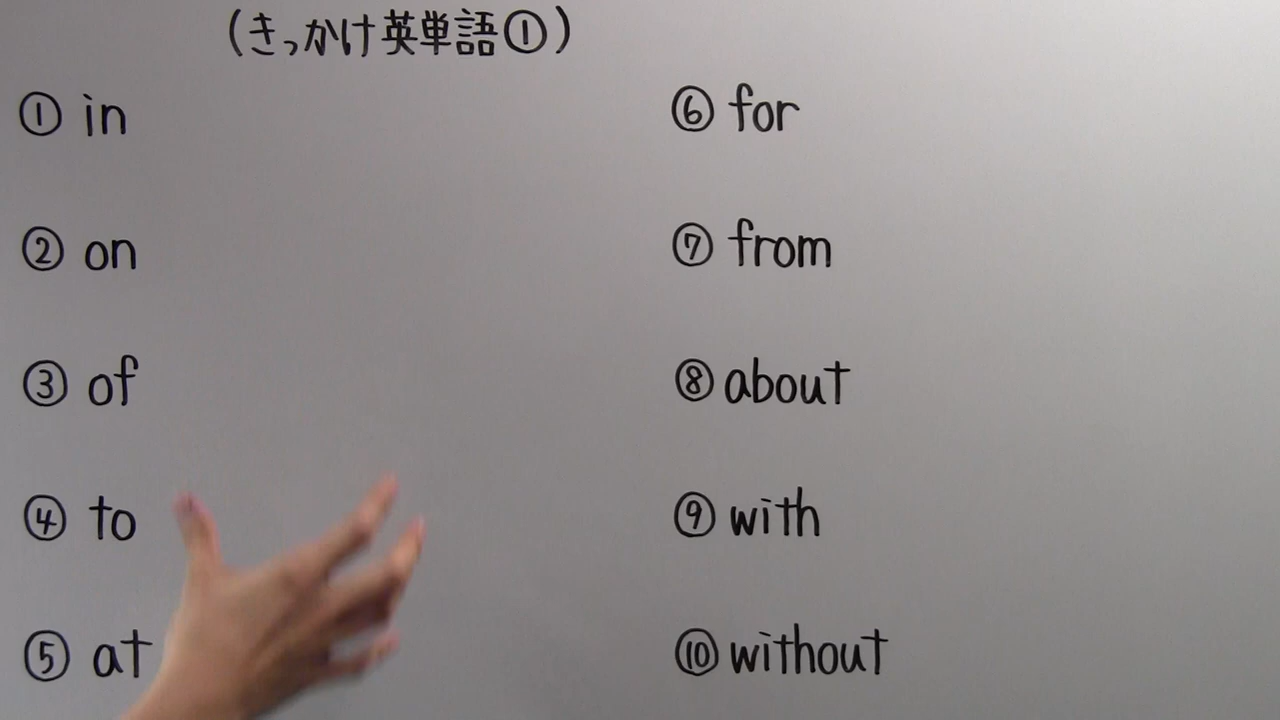 (きっかけ英単語①)
① in
② on
③ of
④ to
⑤ at
⑥ for
⑦ from
⑧ about
⑨ with
⑩ without